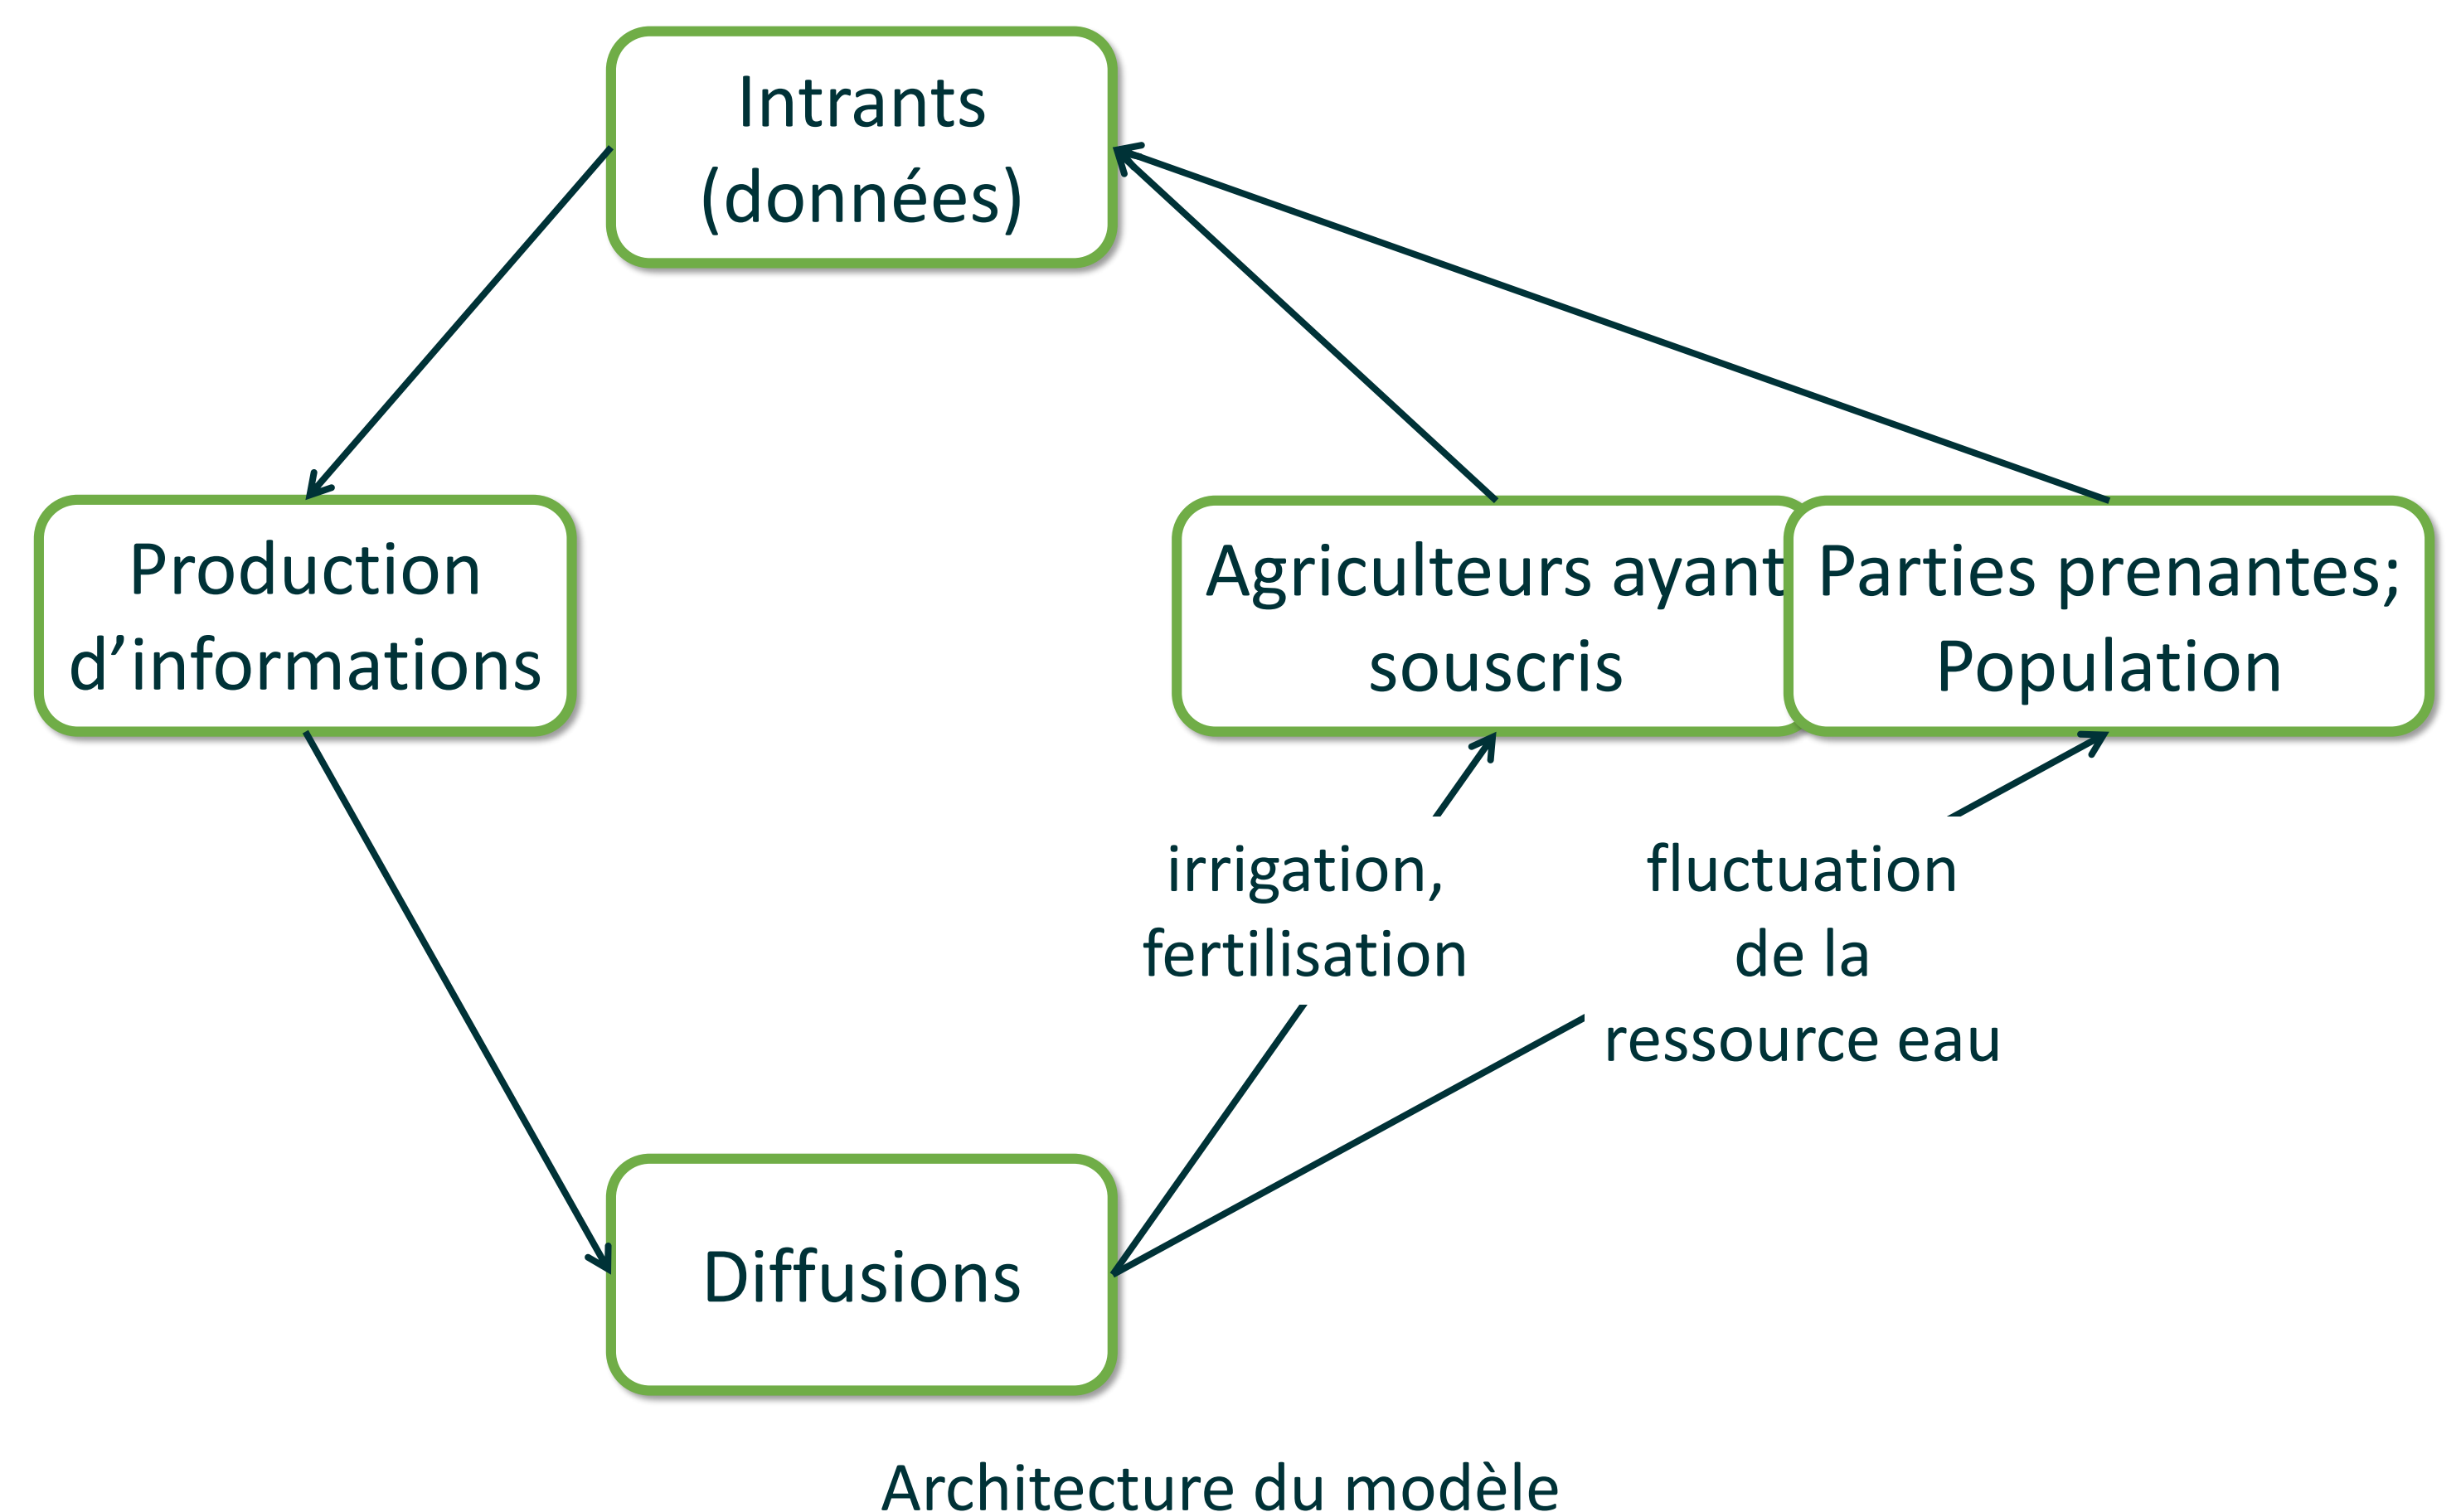 Intrants
(données)
Production
d’informations
Agriculteurs ayant
souscris
Parties prenantes;
Population
irrigation,
fertilisation
fluctuation
de la
ressource eau
Diffusions
Architecture du modèle